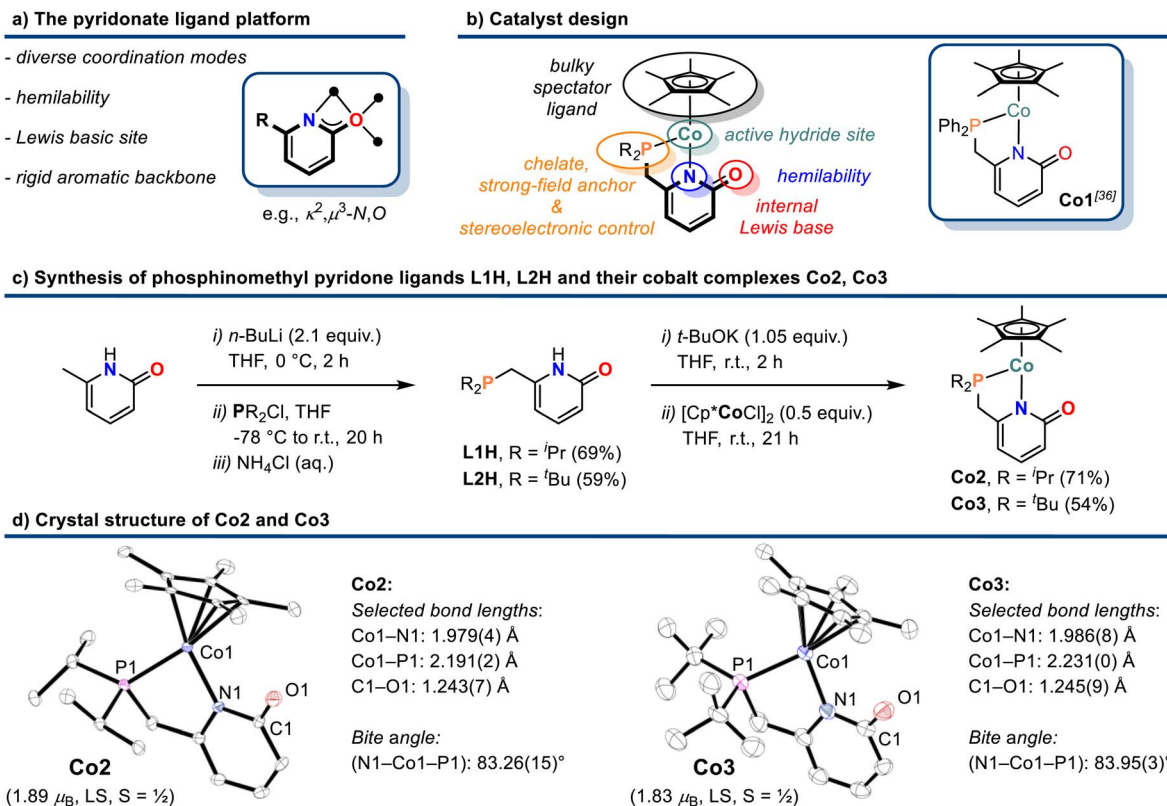 a) The pyridonate ligand platform
- diverse coordination modes
- hemilability
- Lewis basic site
- rigid aromatic backbone
R
N
O
e.g., κ²,μ³-N,O
b) Catalyst design
bulky
spectator
ligand
Co
active hydride site
R₂P
chelate,
strong-field anchor
&
stereoelectronic control
N
O
hemilability
internal
Lewis base
Co
Ph₂P
N
O
Co1[36]
c) Synthesis of phosphinomethyl pyridone ligands L1H, L2H and their cobalt complexes Co2, Co3
H
N
O
i) n-BuLi (2.1 equiv.)
THF, 0 °C, 2 h
ii) PR₂Cl, THF
-78 °C to r.t., 20 h
iii) NH₄Cl (aq.)
H
N
O
R₂P
L1H, R = ⁱPr (69%)
L2H, R = ᵗBu (59%)
i) t-BuOK (1.05 equiv.)
THF, r.t., 2 h
ii) [Cp*CoCl]₂ (0.5 equiv.)
THF, r.t., 21 h
Co
R₂P
N
O
Co2, R = ⁱPr (71%)
Co3, R = ᵗBu (54%)
d) Crystal structure of Co2 and Co3
P1
Co1
N1
O1
C1
Co2
(1.89 μB, LS, S = ½)
Co2:
Selected bond lengths:
Co1–N1: 1.979(4) Å
Co1–P1: 2.191(2) Å
C1–O1: 1.243(7) Å
Bite angle:
(N1–Co1–P1): 83.26(15)°
P1
Co1
N1
O1
C1
Co3
(1.83 μB, LS, S = ½)
Co3:
Selected bond lengths:
Co1–N1: 1.986(8) Å
Co1–P1: 2.231(0) Å
C1–O1: 1.245(9) Å
Bite angle:
(N1–Co1–P1): 83.95(3)°